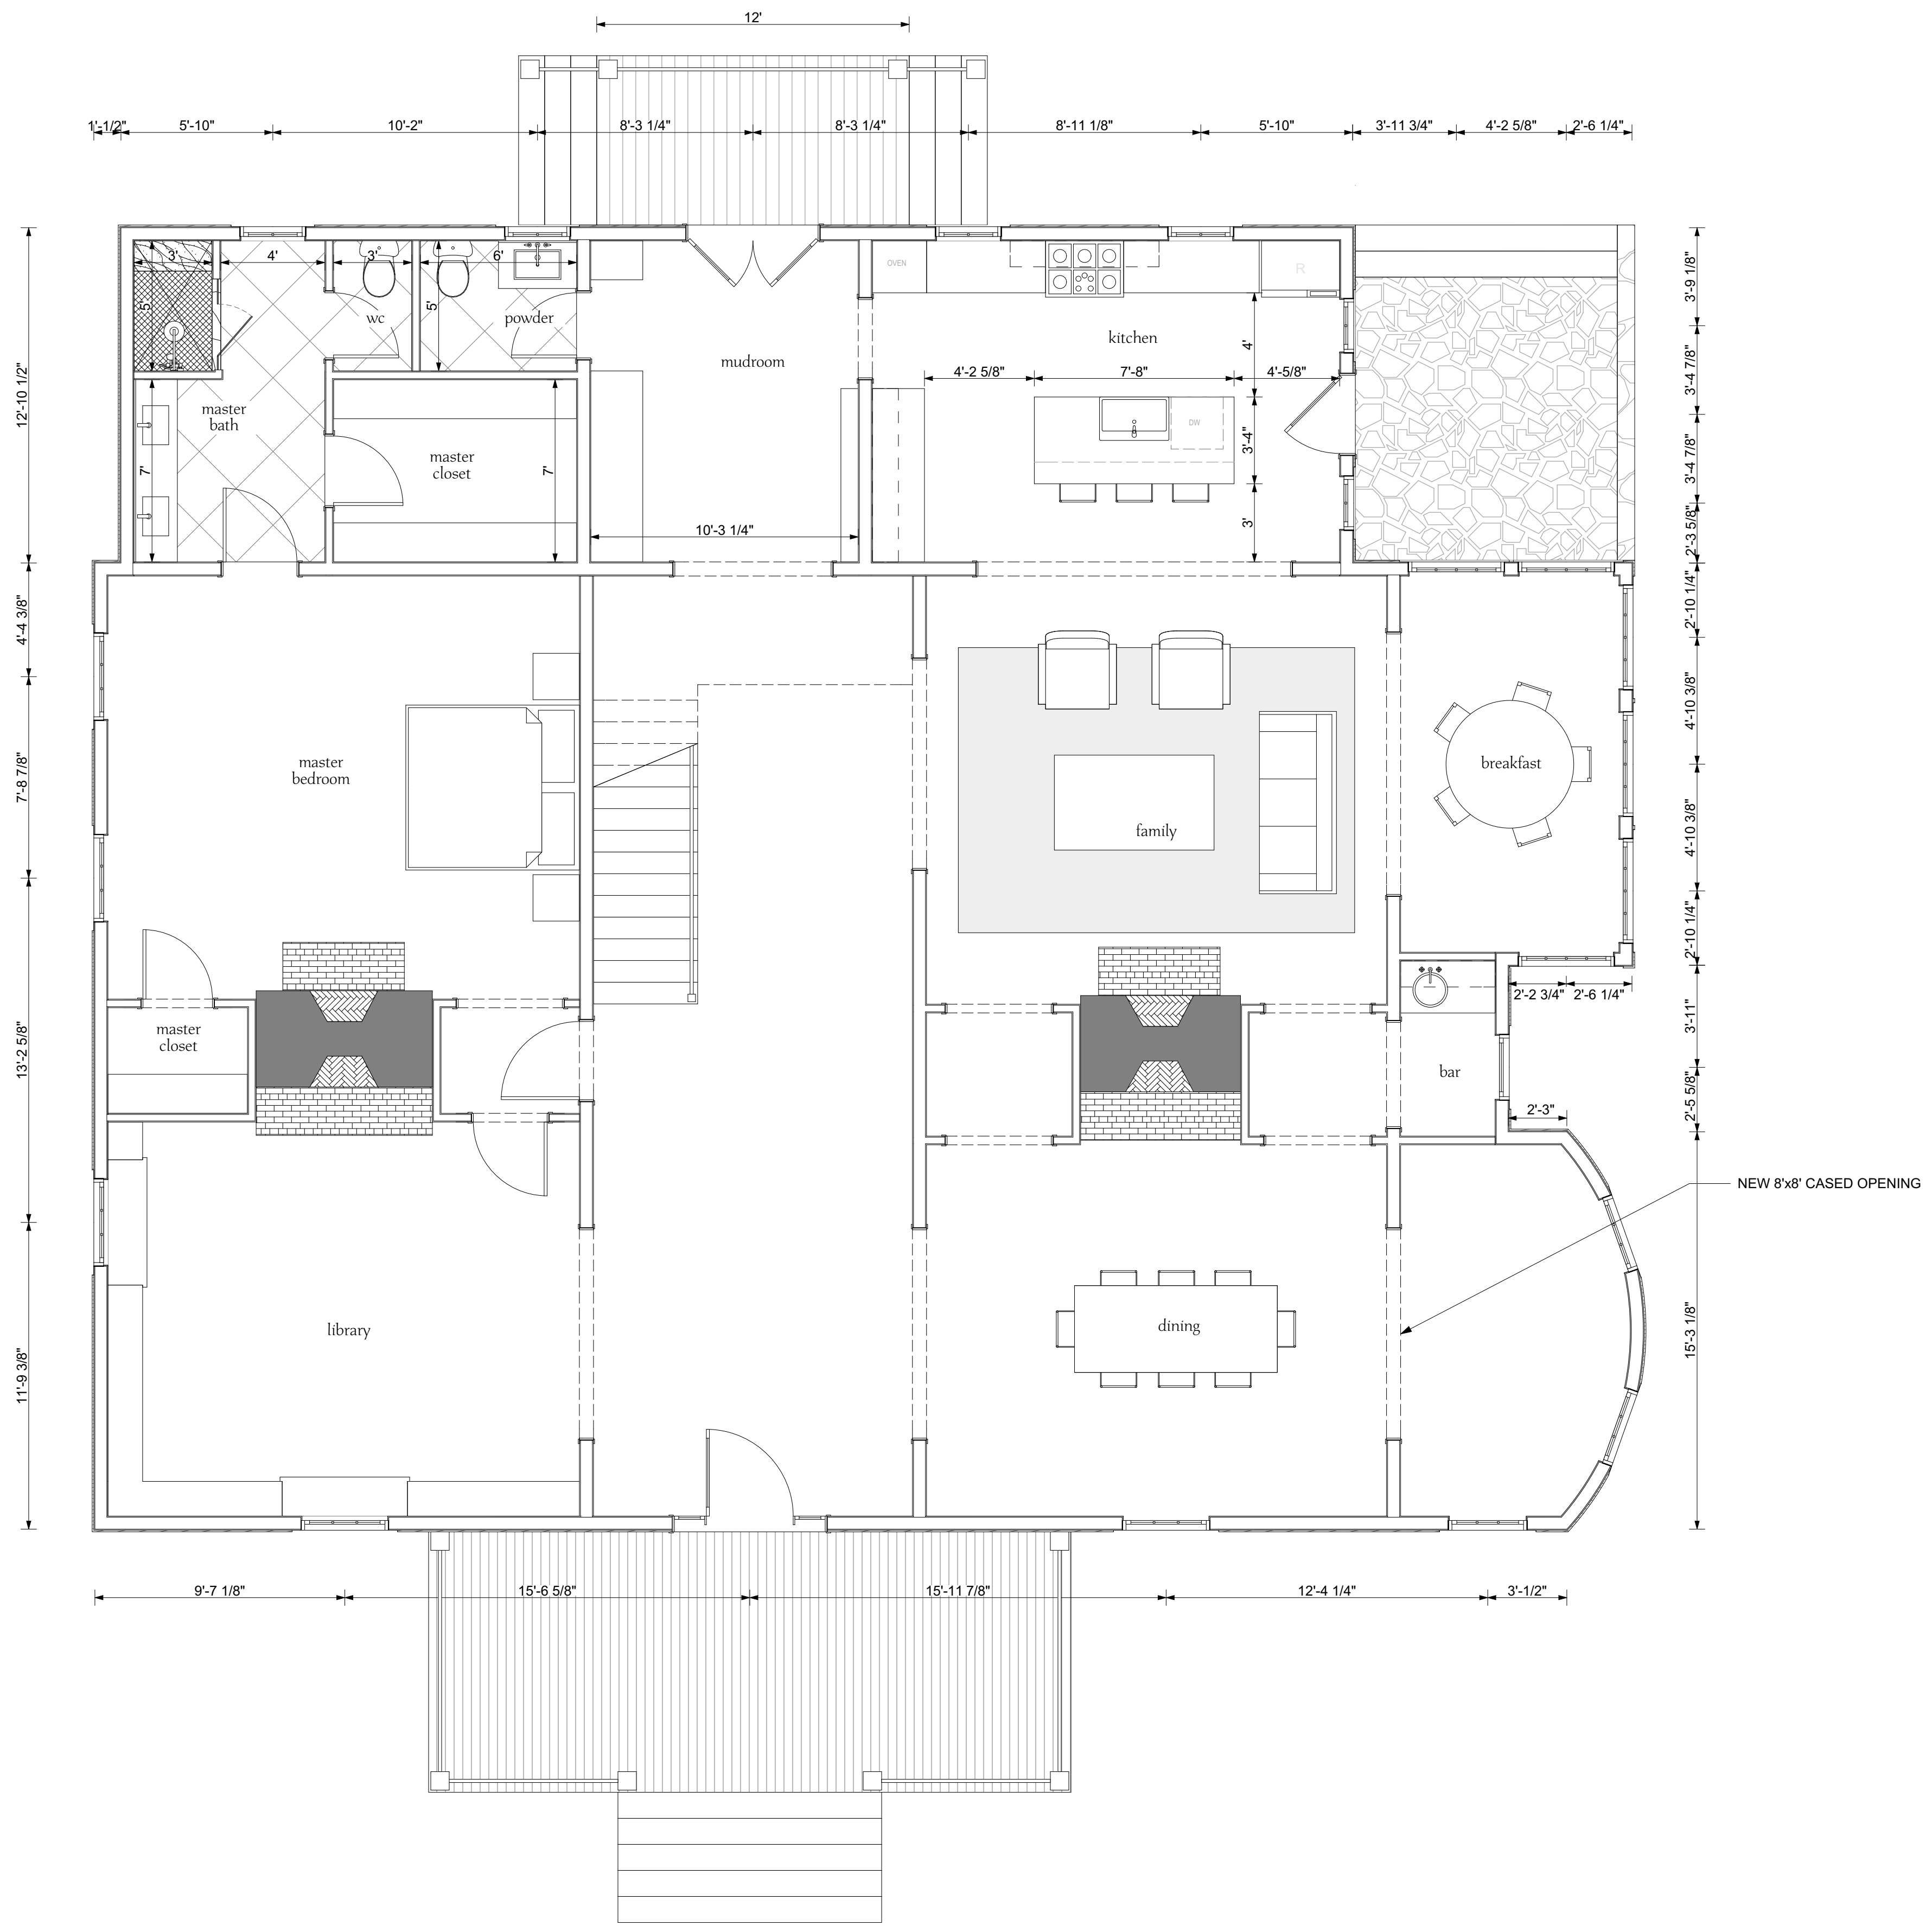 12'
1'-1/2"
5'-10"
10'-2"
8'-3 1/4"
8'-3 1/4"
8'-11 1/8"
5'-10"
3'-11 3/4"
4'-2 5/8"
2'-6 1/4"
3'
4'
3'
6'
OVEN
R
5'
5'
wc
powder
mudroom
kitchen
4'
12'-10 1/2"
3'-9 1/8"
3'-4 7/8"
3'-4 7/8"
2'-3 5/8"
4'-2 5/8"
7'-8"
4'-5/8"
master
bath
DW
3'-4"
master
closet
7'
7'
3'
10'-3 1/4"
4'-4 3/8"
2'-10 1/4"
4'-10 3/8"
master
bedroom
7'-8 7/8"
breakfast
family
4'-10 3/8"
2'-10 1/4"
2'-2 3/4"
2'-6 1/4"
3'-11"
master
closet
13'-2 5/8"
bar
2'-5 5/8"
2'-3"
NEW 8'x8' CASED OPENING
library
dining
15'-3 1/8"
11'-9 3/8"
9'-7 1/8"
15'-6 5/8"
15'-11 7/8"
12'-4 1/4"
3'-1/2"